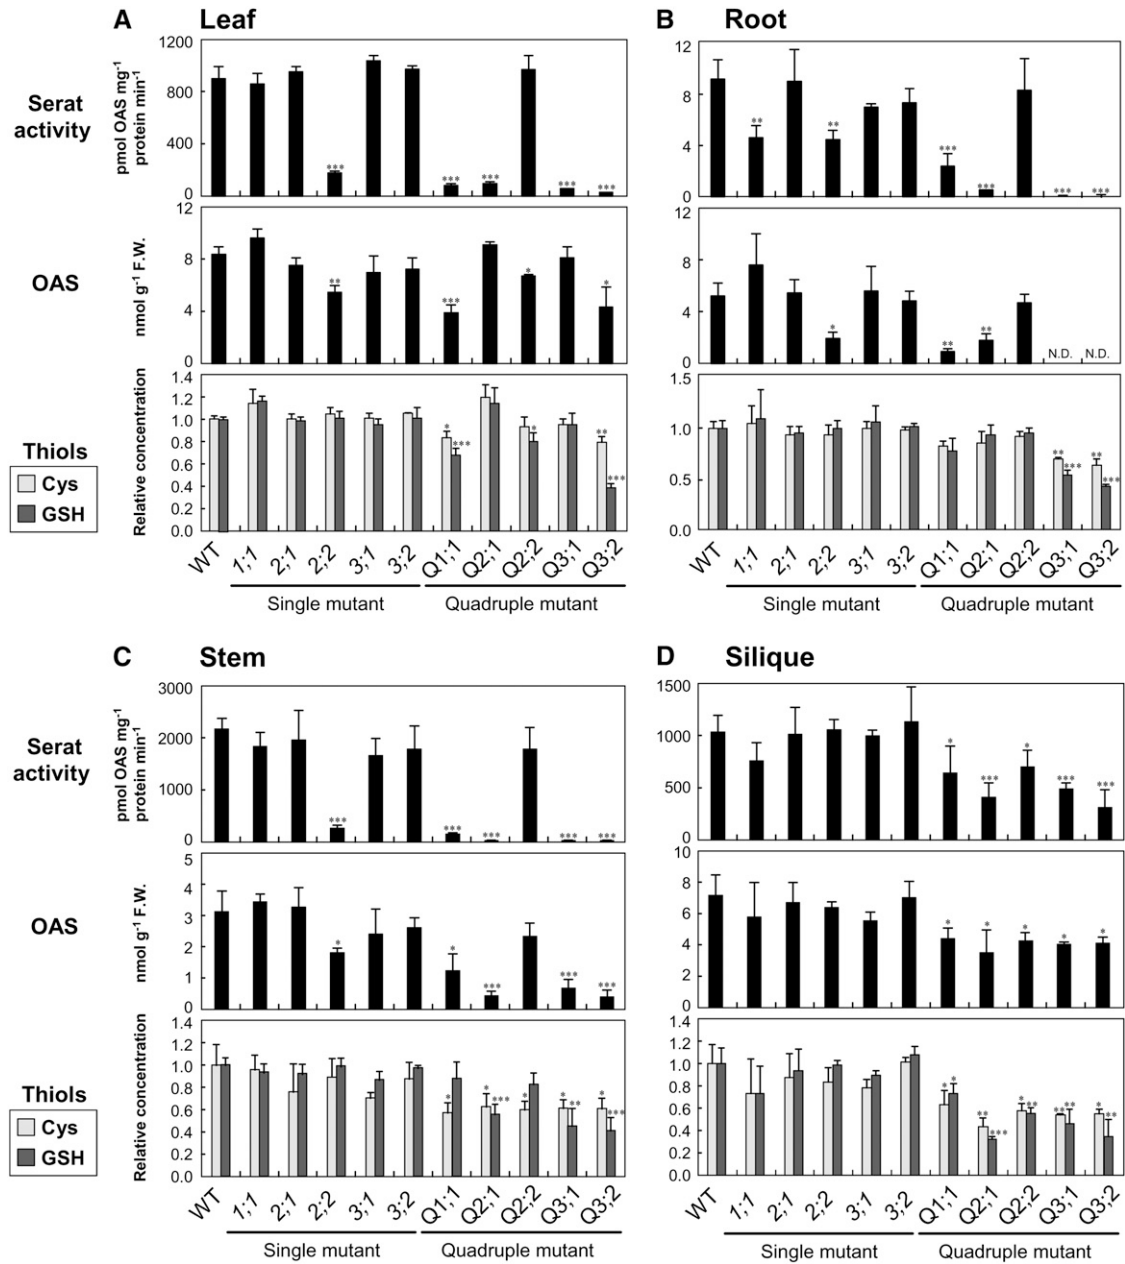 A Leaf
B Root
Serat
activity
pmol OAS mg-1
protein min-1
1200
800
400
0
***
***
***
***
***
12
8
4
0
**
**
***
***
***
***
OAS
nmol g-1 F.W.
12
8
4
0
**
***
*
*
12
8
4
0
*
**
**
N.D.
N.D.
Thiols
Cys
GSH
Relative concentration
1.4
1.2
1.0
0.8
0.6
0.4
0.2
0.0
*
***
*
**
***
1.5
1.0
0.5
0.0
**
***
**
***
WT
1;1
2;1
2;2
3;1
3;2
Q1;1
Q2;1
Q2;2
Q3;1
Q3;2
Single mutant
Quadruple mutant
WT
1;1
2;1
2;2
3;1
3;2
Q1;1
Q2;1
Q2;2
Q3;1
Q3;2
Single mutant
Quadruple mutant
C Stem
D Silique
Serat
activity
pmol OAS mg-1
protein min-1
3000
2000
1000
0
***
***
***
***
***
1500
1000
500
0
*
***
*
***
***
OAS
nmol g-1 F.W.
5
4
3
2
1
0
*
*
***
***
***
10
8
6
4
2
0
*
*
*
*
*
Thiols
Cys
GSH
Relative concentration
1.4
1.2
1.0
0.8
0.6
0.4
0.2
0.0
*
*
***
*
*
**
*
***
1.4
1.2
1.0
0.8
0.6
0.4
0.2
0.0
*
*
**
***
*
**
**
**
*
**
WT
1;1
2;1
2;2
3;1
3;2
Q1;1
Q2;1
Q2;2
Q3;1
Q3;2
Single mutant
Quadruple mutant
WT
1;1
2;1
2;2
3;1
3;2
Q1;1
Q2;1
Q2;2
Q3;1
Q3;2
Single mutant
Quadruple mutant